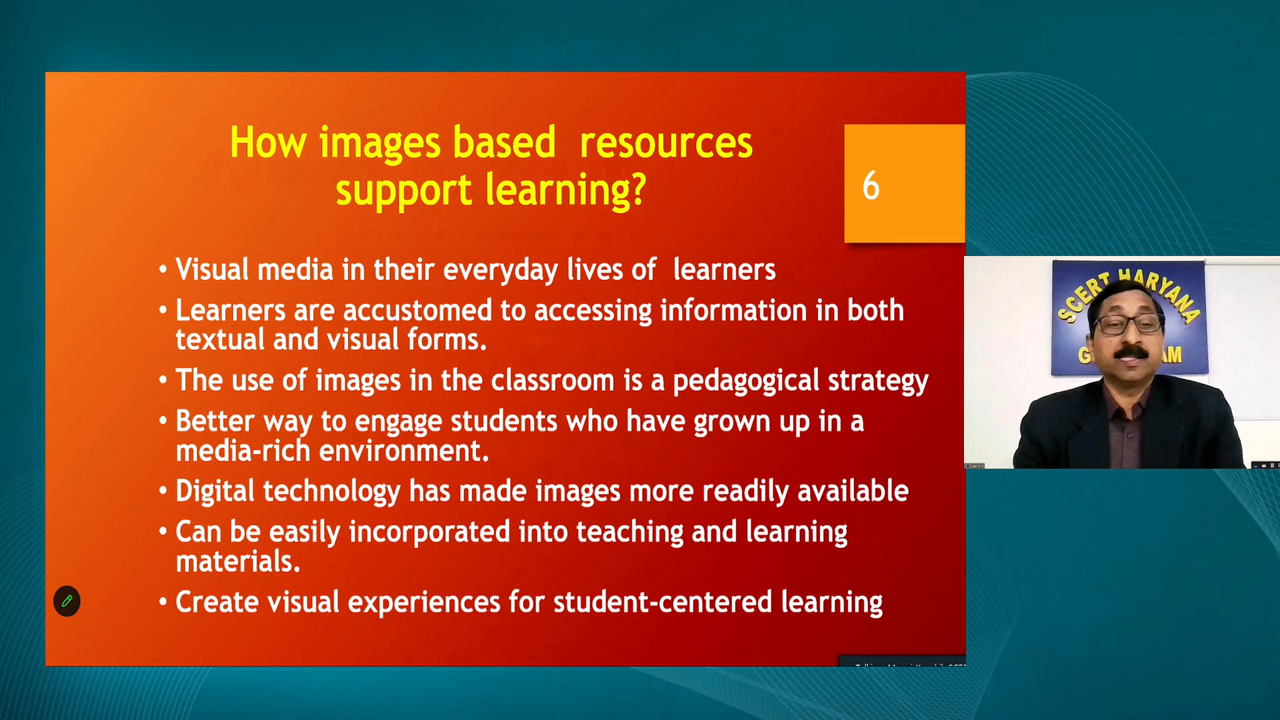 How images based resources
support learning?
6
• Visual media in their everyday lives of learners
• Learners are accustomed to accessing information in both
textual and visual forms.
• The use of images in the classroom is a pedagogical strategy
• Better way to engage students who have grown up in a
media-rich environment.
• Digital technology has made images more readily available
• Can be easily incorporated into teaching and learning
materials.
• Create visual experiences for student-centered learning
SCERT HARYANA